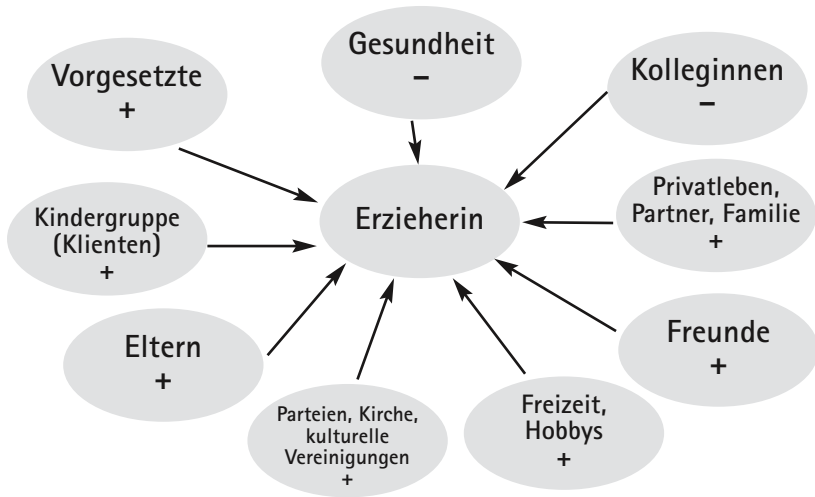 Gesundheit
–
Vorgesetzte
+
Kolleginnen
–
Erzieherin
Privatleben,
Partner, Familie
+
Kindergruppe
(Klienten)
+
Eltern
+
Freunde
+
Parteien, Kirche,
kulturelle
Vereinigungen
+
Freizeit,
Hobbys
+